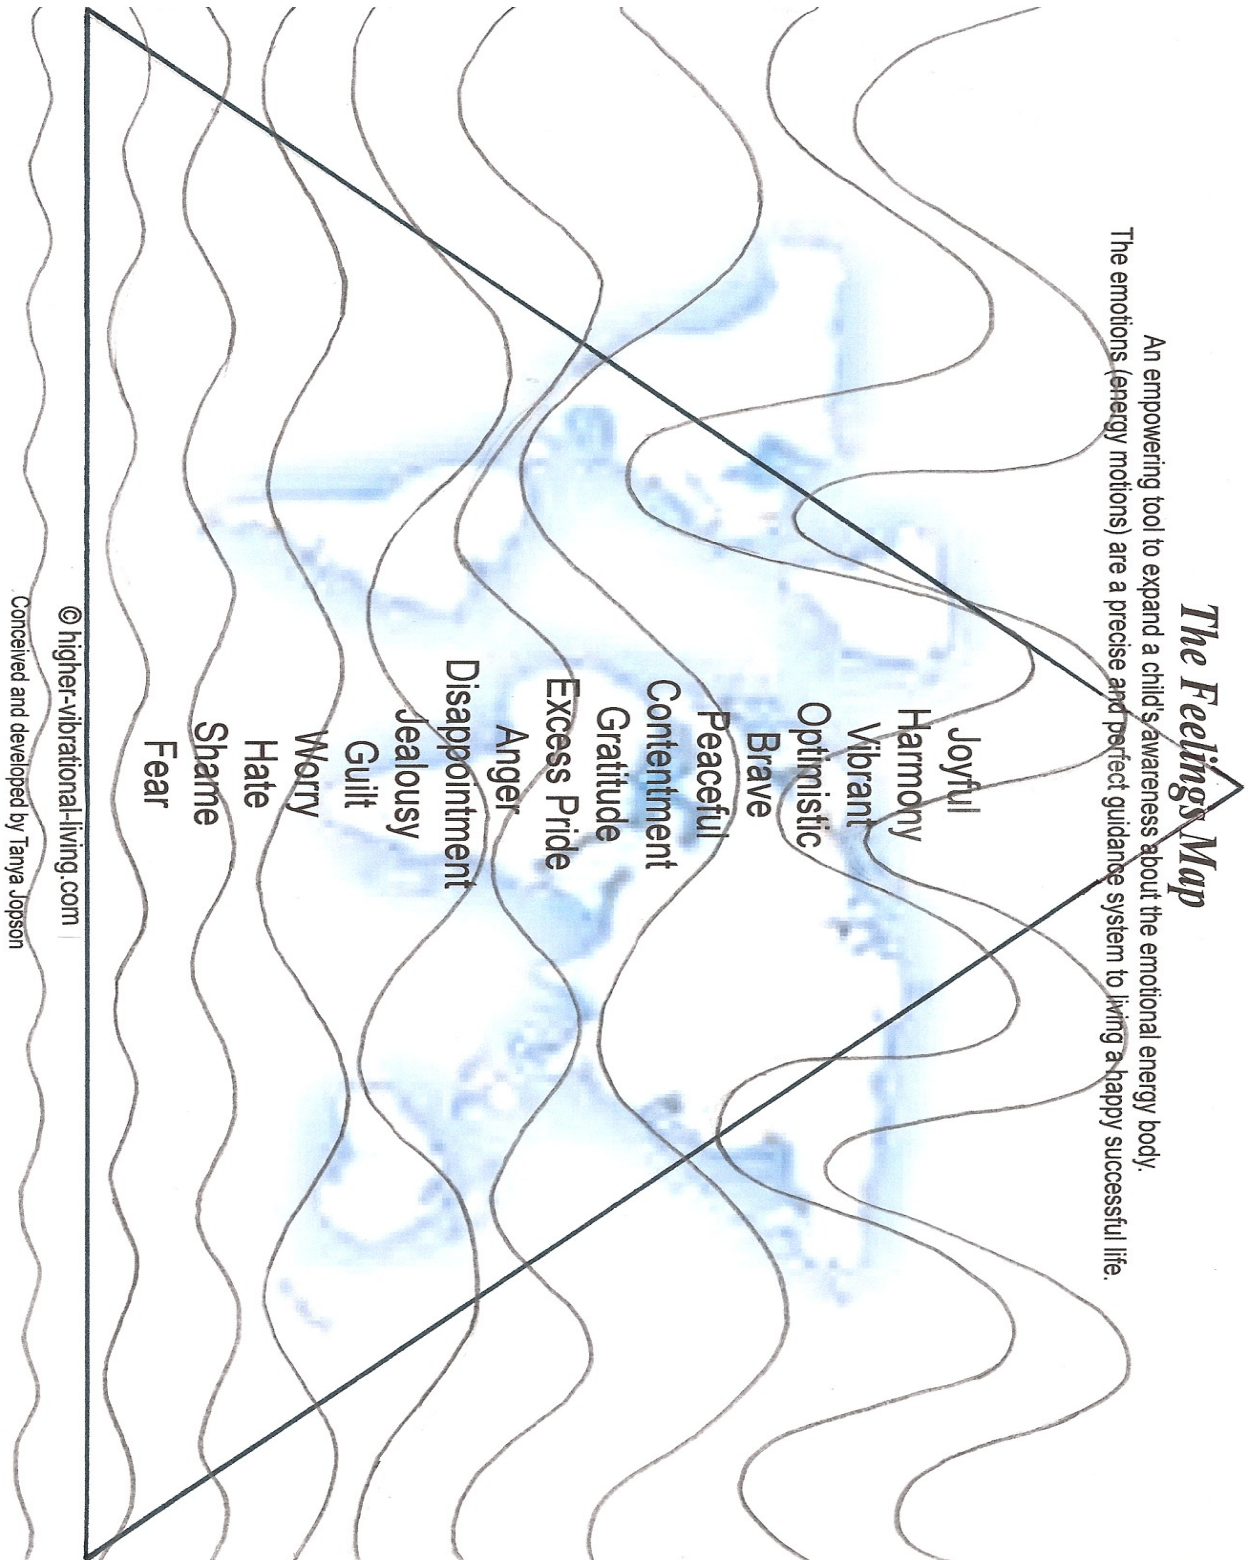 The Feelings Map
An empowering tool to expand a child's awareness about the emotional energy body.
The emotions (energy motions) are a precise and perfect guidance system to living a happy successful life.
Joyful
Harmony
Vibrant
Optimistic
Brave
Peaceful
Contentment
Gratitude
Excess Pride
Anger
Disappointment
Jealousy
Guilt
Worry
Hate
Shame
Fear
© higher-vibrational-living.com
Conceived and developed by Tanya Jopson